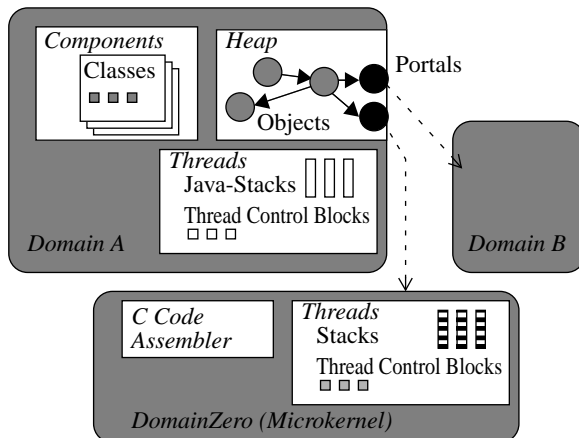 Components
Classes
Heap
Objects
Portals
Threads
Java-Stacks
Thread Control Blocks
Domain A
Domain B
C Code
Assembler
Threads
Stacks
Thread Control Blocks
DomainZero (Microkernel)